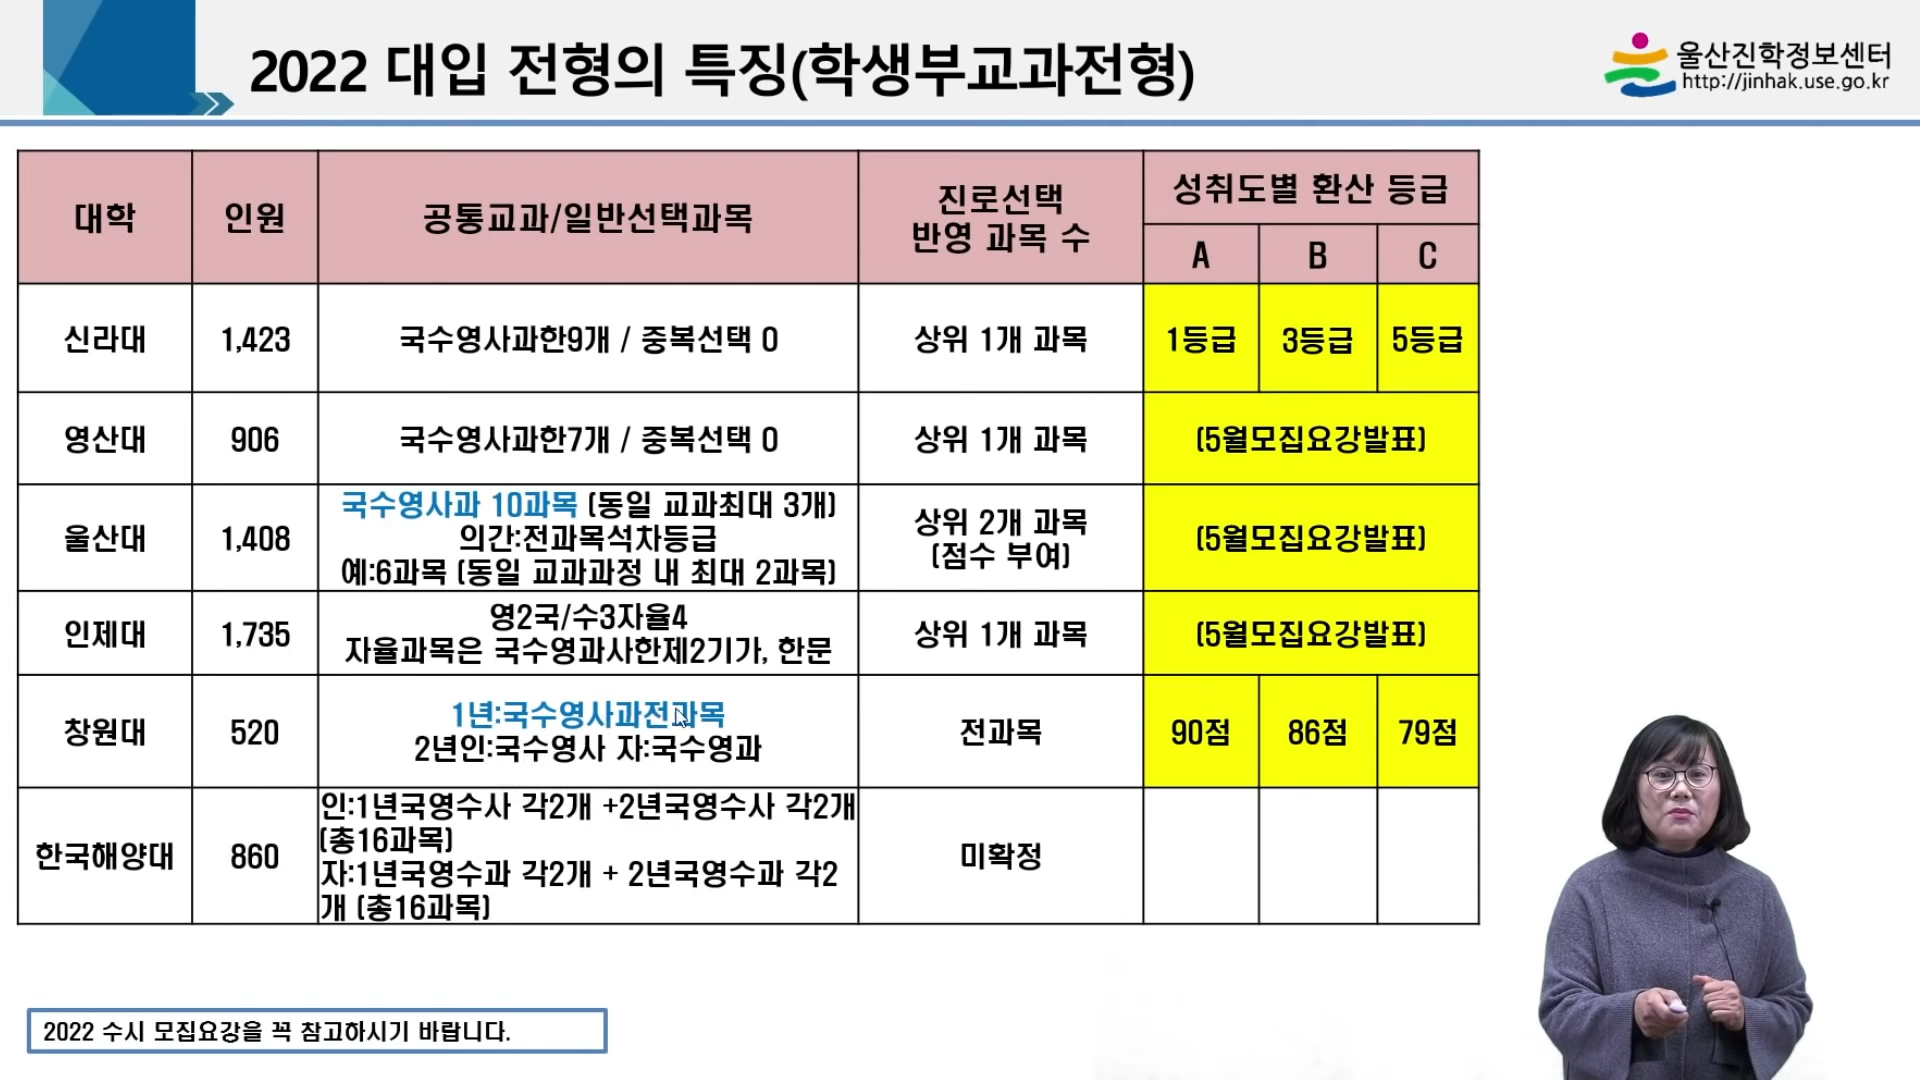 2022 대입 전형의 특징(학생부교과전형)
울산진학정보센터
http://jinhak.use.go.kr
대학
인원
공통교과/일반선택과목
진로선택
반영 과목 수
성취도별 환산 등급
A
B
C
신라대
1,423
국수영사과한9개 / 중복선택 0
상위 1개 과목
1등급
3등급
5등급
영산대
906
국수영사과한7개 / 중복선택 0
상위 1개 과목
(5월모집요강발표)
울산대
1,408
국수영사과 10과목 (동일 교과최대 3개)
의간:전과목석차등급
예:6과목 (동일 교과과정 내 최대 2과목)
상위 2개 과목
(점수 부여)
(5월모집요강발표)
인제대
1,735
영2국/수3자율4
자율과목은 국수영과사한제2기가, 한문
상위 1개 과목
(5월모집요강발표)
창원대
520
1년:국수영사과전과목
2년인:국수영사 자:국수영과
전과목
90점
86점
79점
한국해양대
860
인:1년국영수사 각2개 +2년국영수사 각2개
(총16과목)
자:1년국영수과 각2개 + 2년국영수과 각2
개 (총16과목)
미확정
2022 수시 모집요강을 꼭 참고하시기 바랍니다.